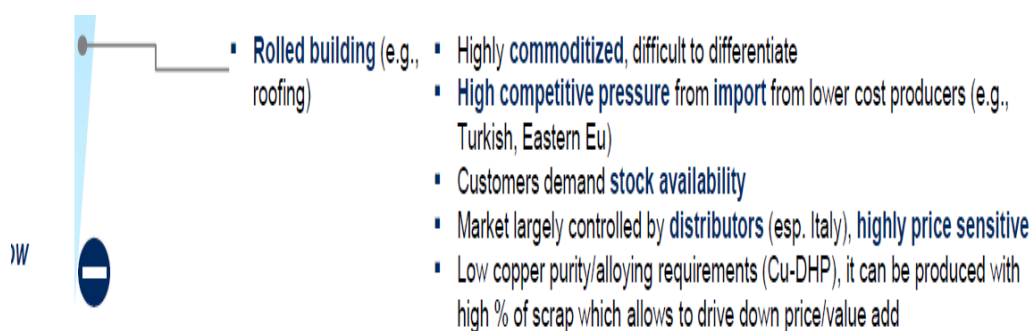 ▪ Rolled building (e.g.,
roofing)
▪ Highly commoditized, difficult to differentiate
▪ High competitive pressure from import from lower cost producers (e.g.,
Turkish, Eastern Eu)
▪ Customers demand stock availability
▪ Market largely controlled by distributors (esp. Italy), highly price sensitive
▪ Low copper purity/alloying requirements (Cu-DHP), it can be produced with
high % of scrap which allows to drive down price/value add